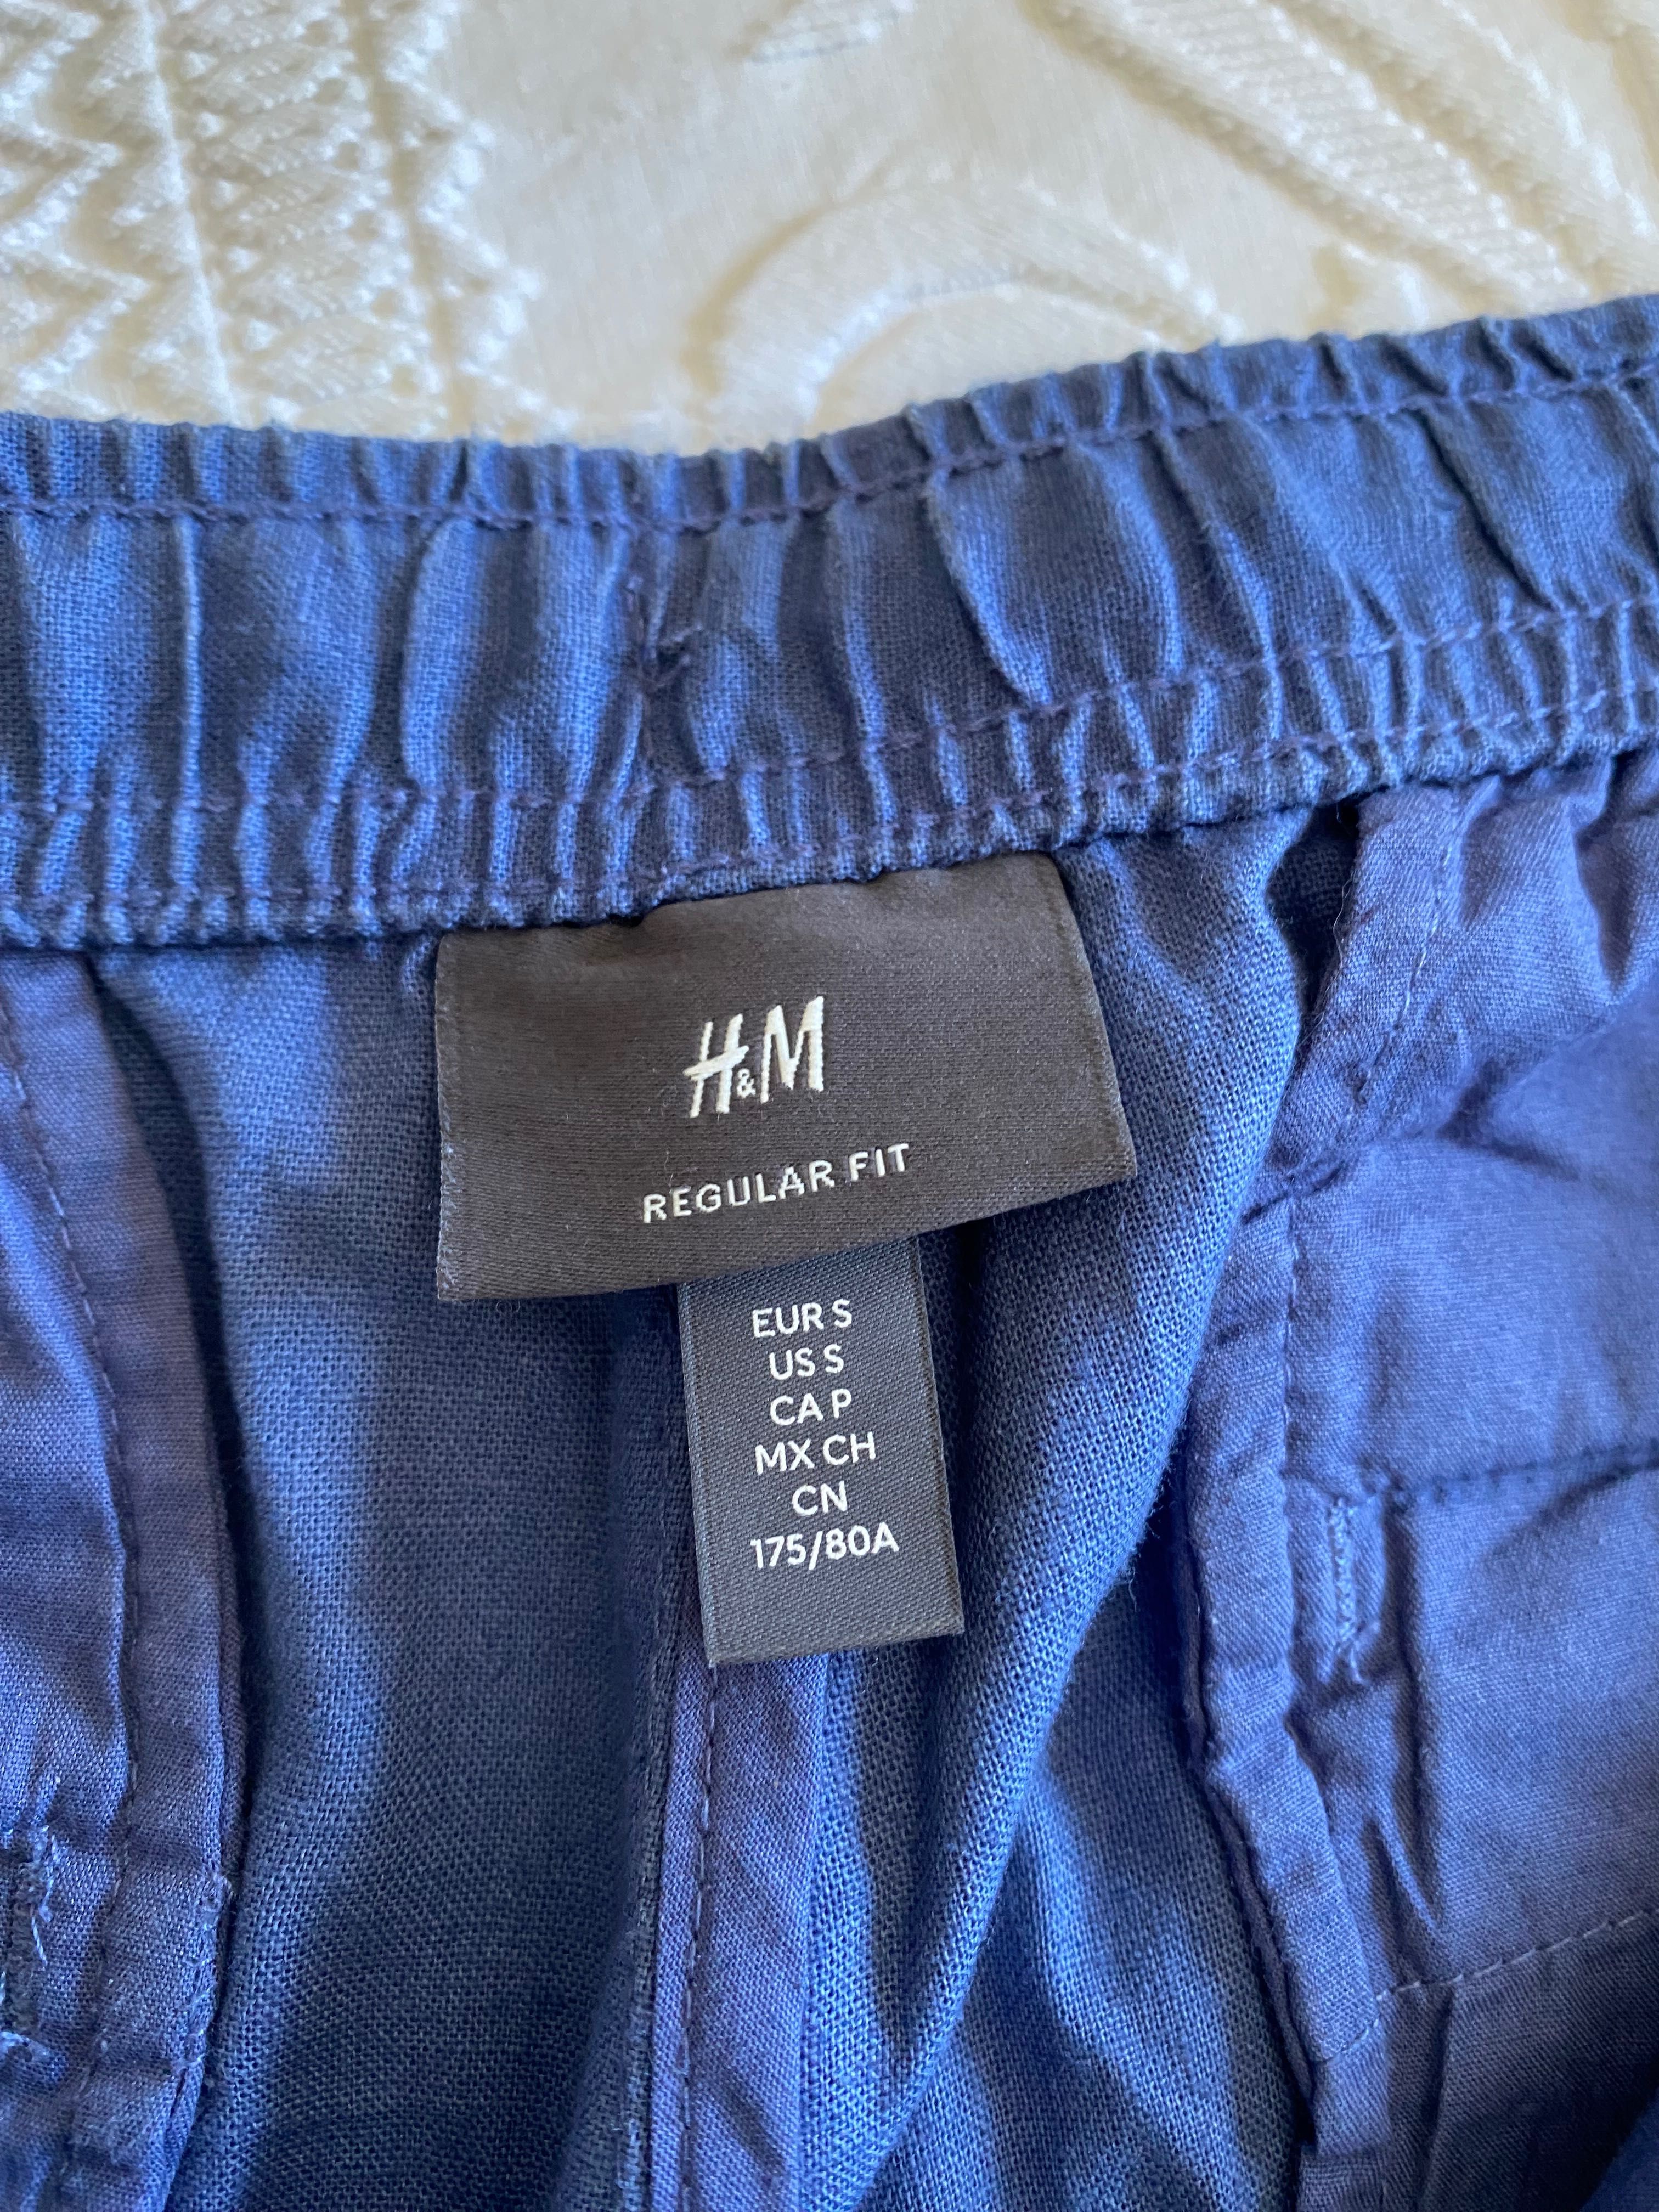 H&M
REGULAR FIT
EUR S
US S
CA P
MX CH
CN
175/80A